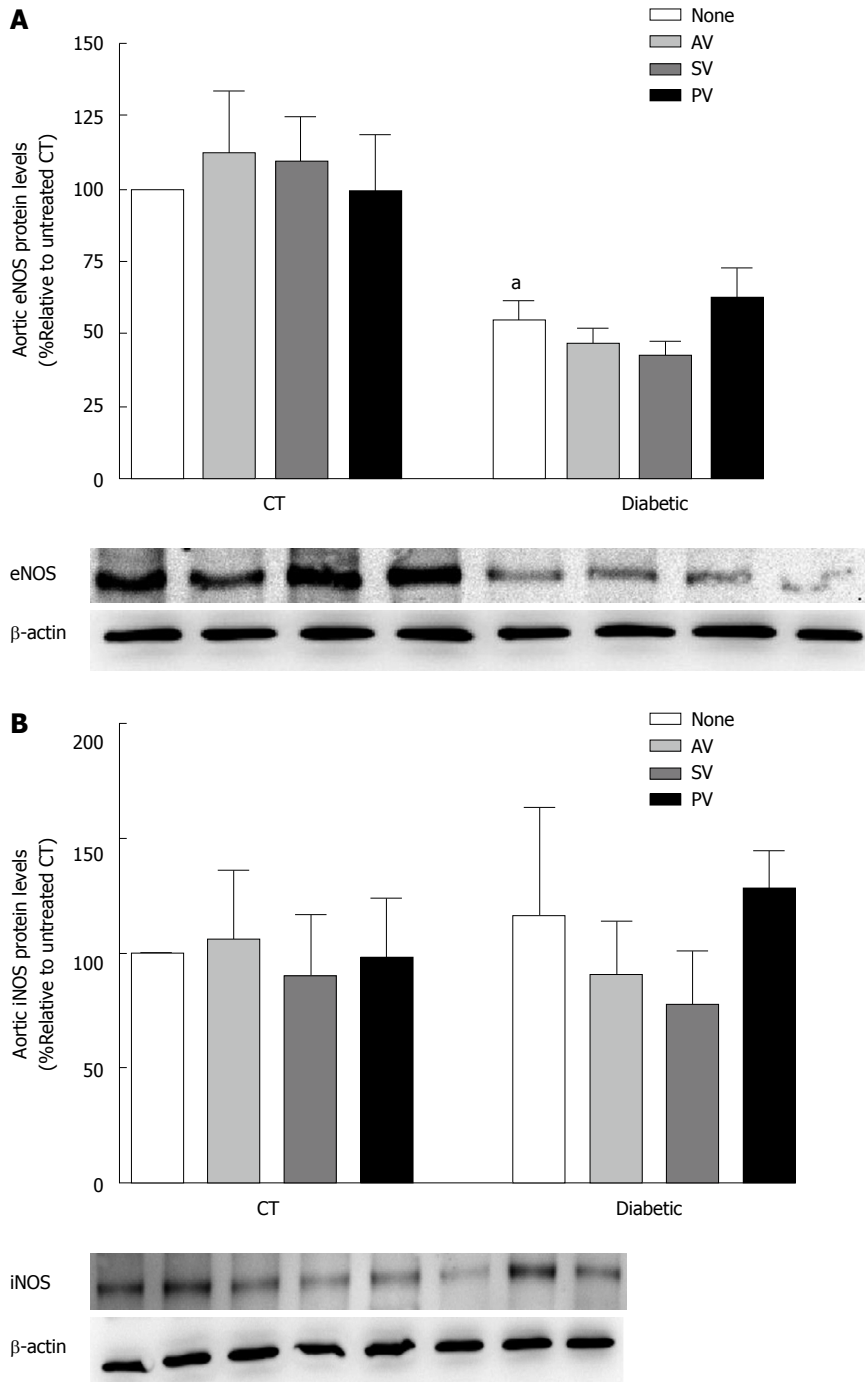 A
None
AV
SV
PV
Aortic eNOS protein levels
(%Relative to untreated CT)
150
125
100
75
50
25
0
a
CT
Diabetic
eNOS
β-actin
B
None
AV
SV
PV
Aortic iNOS protein levels
(%Relative to untreated CT)
200
150
100
50
0
CT
Diabetic
iNOS
β-actin